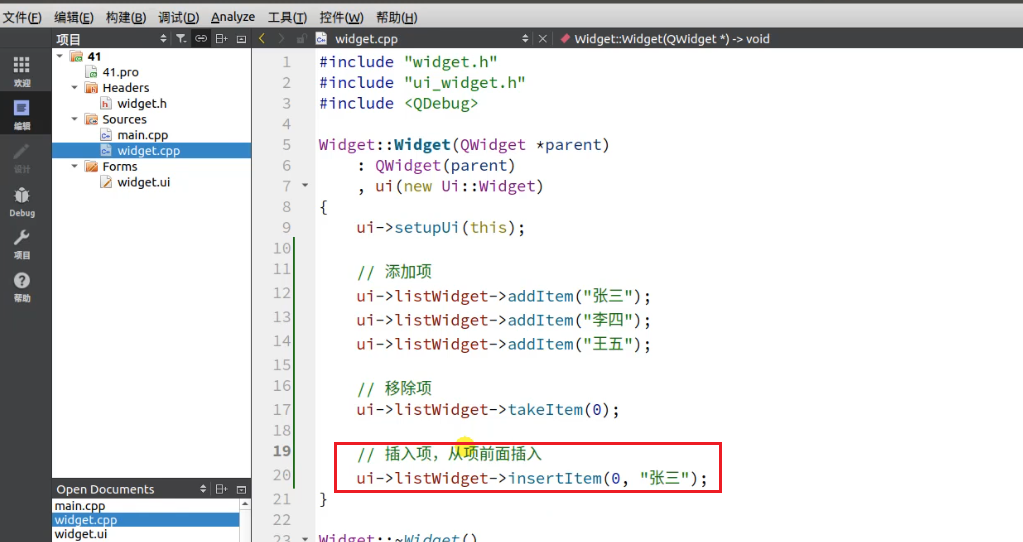 文件(F) 编辑(E) 构建(B) 调试(D) Analyze 工具(T) 控件(W) 帮助(H)
项目
widget.cpp
Widget::Widget(QWidget *) -> void
欢迎
编辑
设计
Debug
项目
帮助
41
41.pro
Headers
widget.h
Sources
main.cpp
widget.cpp
Forms
widget.ui
Open Documents
main.cpp
widget.cpp
widget.ui
1 #include "widget.h"
2 #include "ui_widget.h"
3 #include <QDebug>
4
5 Widget::Widget(QWidget *parent)
6 : QWidget(parent)
7 , ui(new Ui::Widget)
8 {
9 ui->setupUi(this);
10
11 // 添加项
12 ui->listWidget->addItem("张三");
13 ui->listWidget->addItem("李四");
14 ui->listWidget->addItem("王五");
15
16 // 移除项
17 ui->listWidget->takeItem(0);
18
19 // 插入项，从项前面插入
20 ui->listWidget->insertItem(0, "张三");
21 }
22
23 Widget::~Widget()